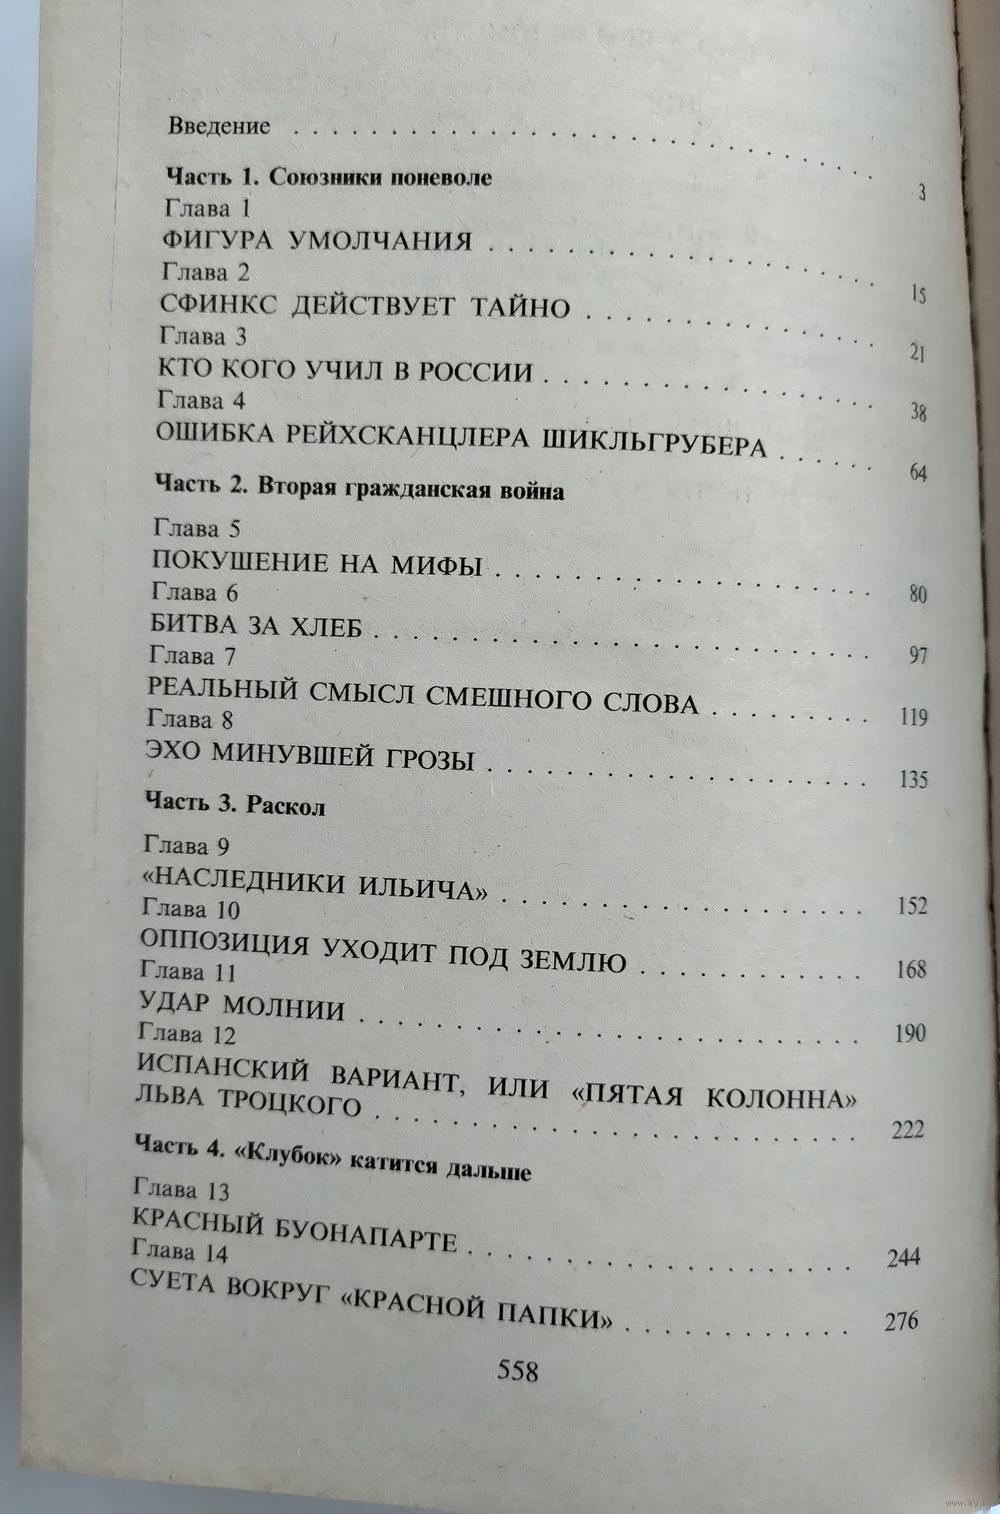 Введение . . . . . . . . . . . . . . . . . . . . . . . 3
Часть 1. Союзники поневоле
Глава 1
ФИГУРА УМОЛЧАНИЯ . . . . . . . . . . . . . . . 15
Глава 2
СФИНКС ДЕЙСТВУЕТ ТАЙНО . . . . . . . . . . . 21
Глава 3
КТО КОГО УЧИЛ В РОССИИ . . . . . . . . . . . . . 38
Глава 4
ОШИБКА РЕЙХСКАНЦЛЕРА ШИКЛЬГРУБЕРА . . . . . 64
Часть 2. Вторая гражданская война
Глава 5
ПОКУШЕНИЕ НА МИФЫ . . . . . . . . . . . . . . . 80
Глава 6
БИТВА ЗА ХЛЕБ . . . . . . . . . . . . . . . . . . . 97
Глава 7
РЕАЛЬНЫЙ СМЫСЛ СМЕШНОГО СЛОВА . . . . . . . . 119
Глава 8
ЭХО МИНУВШЕЙ ГРОЗЫ . . . . . . . . . . . . . . . 135
Часть 3. Раскол
Глава 9
«НАСЛЕДНИКИ ИЛЬИЧА» . . . . . . . . . . . . . . 152
Глава 10
ОППОЗИЦИЯ УХОДИТ ПОД ЗЕМЛЮ . . . . . . . . . 168
Глава 11
УДАР МОЛНИИ . . . . . . . . . . . . . . . . . . . 190
Глава 12
ИСПАНСКИЙ ВАРИАНТ, ИЛИ «ПЯТАЯ КОЛОННА»
ЛЬВА ТРОЦКОГО . . . . . . . . . . . . . . . . . . . 222
Часть 4. «Клубок» катится дальше
Глава 13
КРАСНЫЙ БУОНАПАРТЕ . . . . . . . . . . . . . . . 244
Глава 14
СУЕТА ВОКРУГ «КРАСНОЙ ПАПКИ» . . . . . . . . . 276
558